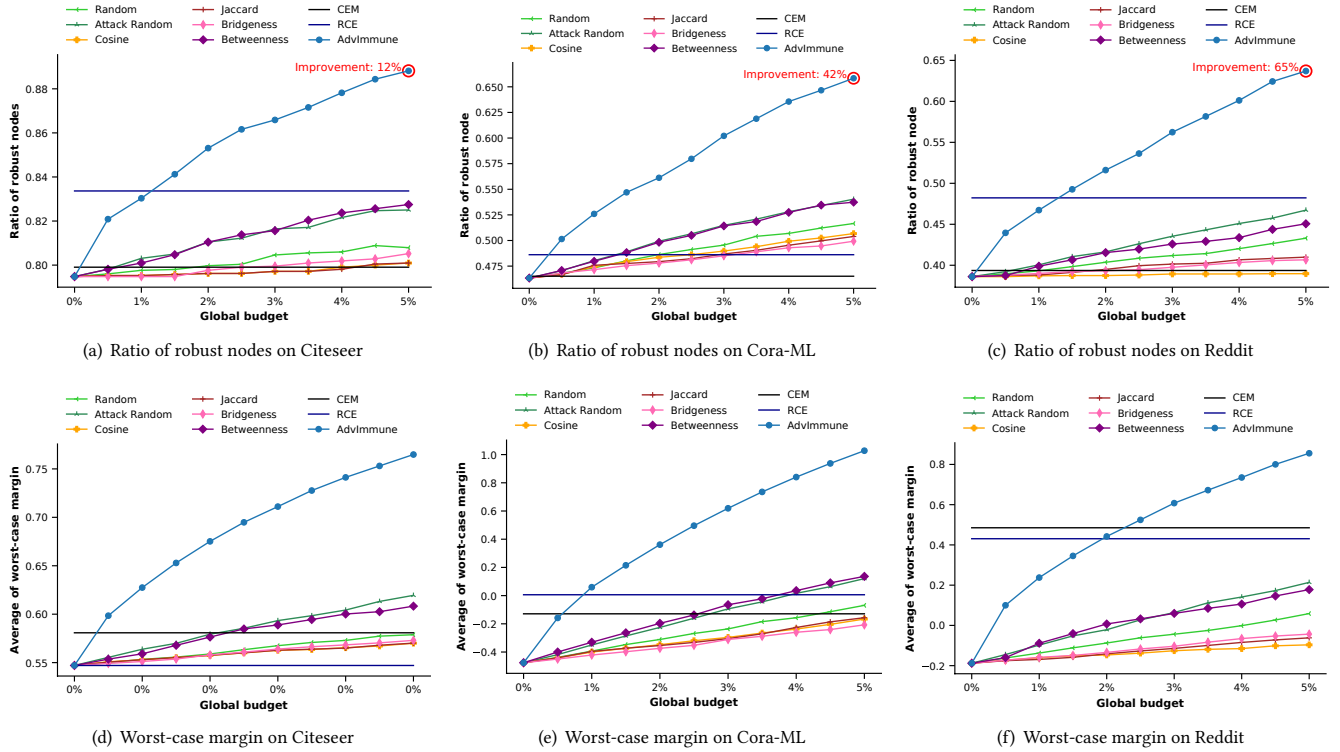 Random Jaccard CEM
Attack Random Bridgeness RCE
Cosine Betweenness AdvImmune
Improvement: 12%
Ratio of robust nodes
0.88
0.86
0.84
0.82
0.80
0% 1% 2% 3% 4% 5%
Global budget
(a) Ratio of robust nodes on Citeseer
Random Jaccard CEM
Attack Random Bridgeness RCE
Cosine Betweenness AdvImmune
Improvement: 42%
Ratio of robust node
0.650
0.625
0.600
0.575
0.550
0.525
0.500
0.475
0% 1% 2% 3% 4% 5%
Global budget
(b) Ratio of robust nodes on Cora-ML
Random Jaccard CEM
Attack Random Bridgeness RCE
Cosine Betweenness AdvImmune
Improvement: 65%
Ratio of robust node
0.65
0.60
0.55
0.50
0.45
0.40
0% 1% 2% 3% 4% 5%
Global budget
(c) Ratio of robust nodes on Reddit
Random Jaccard CEM
Attack Random Bridgeness RCE
Cosine Betweenness AdvImmune
Average of worst-case margin
0.75
0.70
0.65
0.60
0.55
0% 0% 0% 0% 0% 0%
Global budget
(d) Worst-case margin on Citeseer
Random Jaccard CEM
Attack Random Bridgeness RCE
Cosine Betweenness AdvImmune
Average of worst-case margin
1.0
0.8
0.6
0.4
0.2
0.0
−0.2
−0.4
0% 1% 2% 3% 4% 5%
Global budget
(e) Worst-case margin on Cora-ML
Random Jaccard CEM
Attack Random Bridgeness RCE
Cosine Betweenness AdvImmune
Average of worst-case margin
0.8
0.6
0.4
0.2
0.0
−0.2
0% 1% 2% 3% 4% 5%
Global budget
(f) Worst-case margin on Reddit